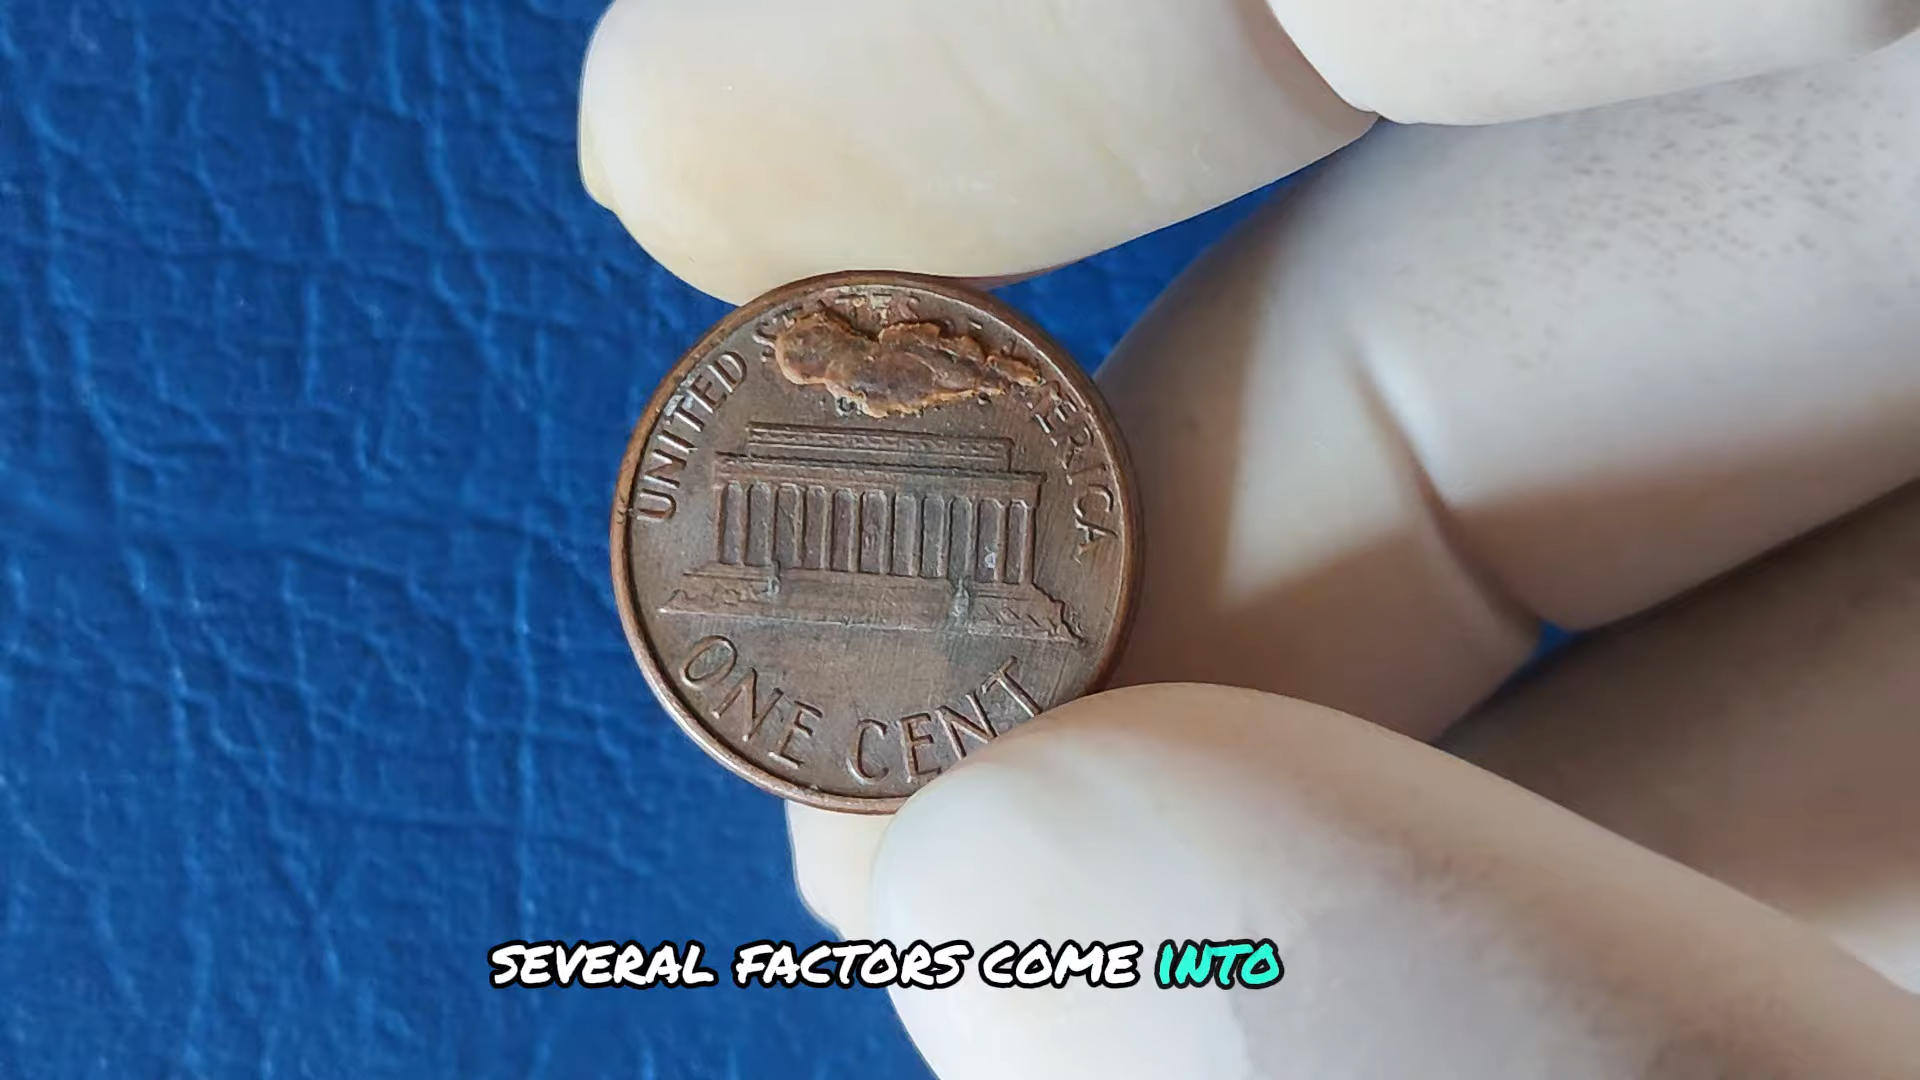 UNITED STATES OF AMERICA
ONE CENT
SEVERAL FACTORS COME INTO